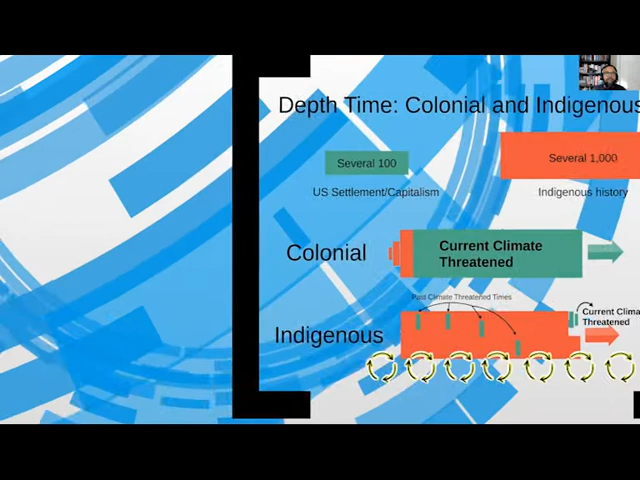 Depth Time: Colonial and Indigenous
Several 100
Several 1,000
US Settlement/Capitalism
Indigenous history
Colonial
Current Climate
Threatened
Past Climate Threatened Times
Indigenous
Current Clima
Threatened